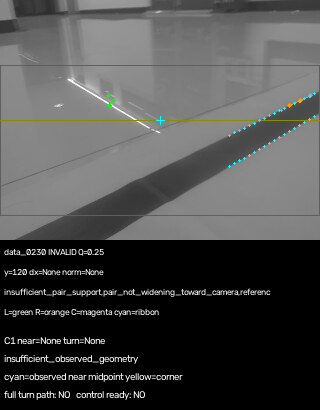 data_0230 INVALID Q=0.25
y=120 dx=None norm=None
insufficient_pair_support,pair_not_widening_toward_camera,referenc
L=green R=orange C=magenta cyan=ribbon
C1 near=None turn=None
insufficient_observed_geometry
cyan=observed near midpoint yellow=corner
full turn path: NO control ready: NO